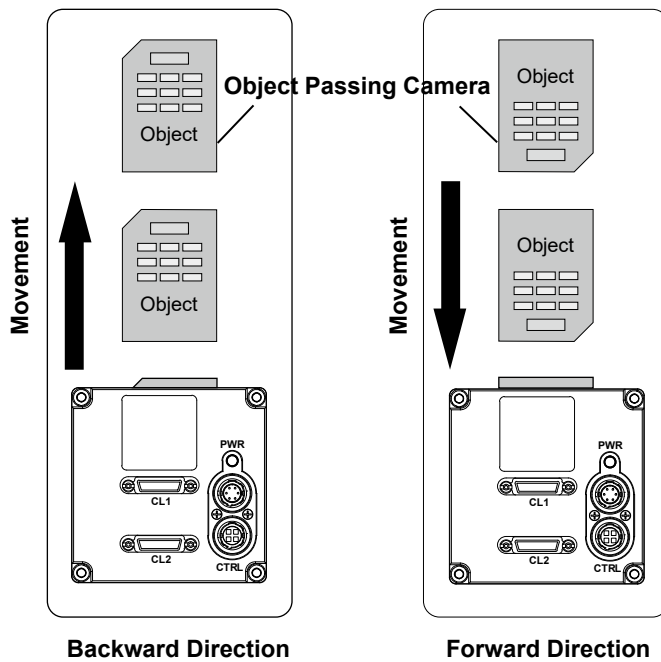 Object Passing Camera
Object
Object
Movement
PWR
CL1
CL2
CTRL
Backward Direction
Object
Object
Movement
PWR
CL1
CL2
CTRL
Forward Direction